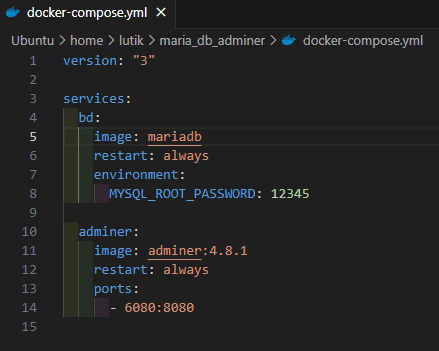 docker-compose.yml
Ubuntu > home > lutik > maria_db_adminer > docker-compose.yml
1 version: "3"
2
3 services:
4   bd:
5     image: mariadb
6     restart: always
7     environment:
8       MYSQL_ROOT_PASSWORD: 12345
9
10   adminer:
11     image: adminer:4.8.1
12     restart: always
13     ports:
14       - 6080:8080
15